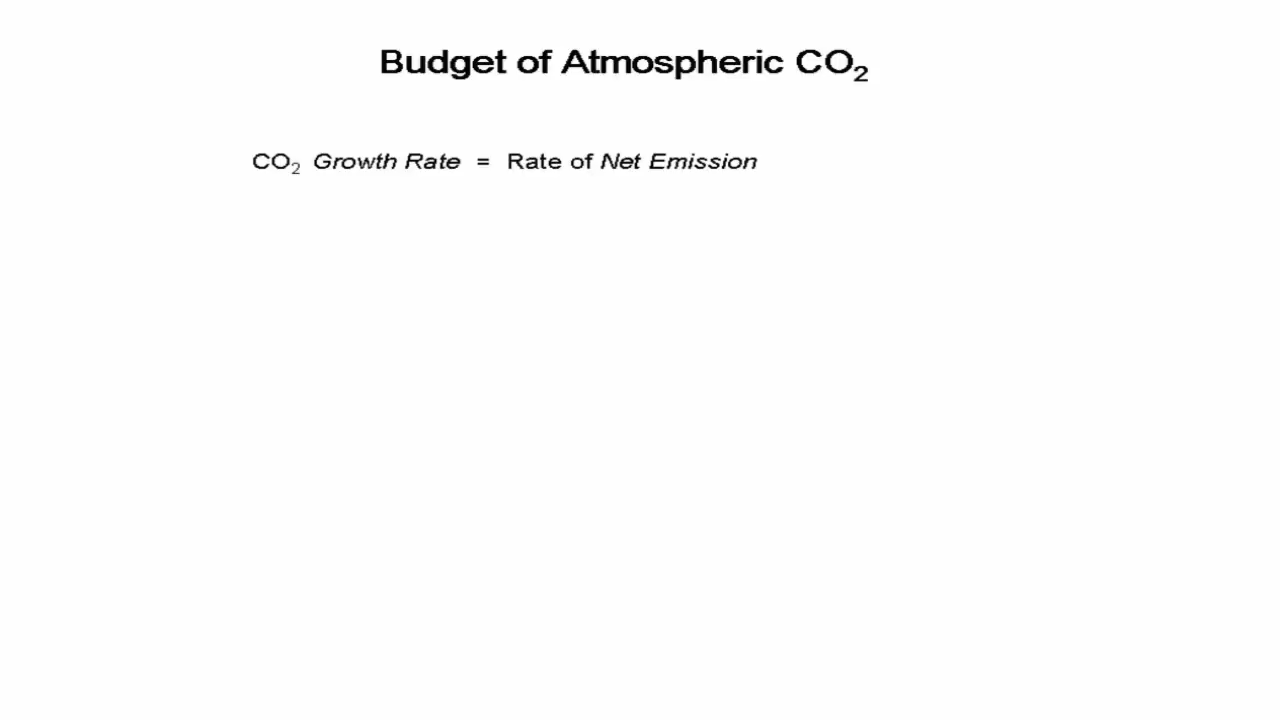 Budget of Atmospheric CO₂
CO₂ Growth Rate = Rate of Net Emission